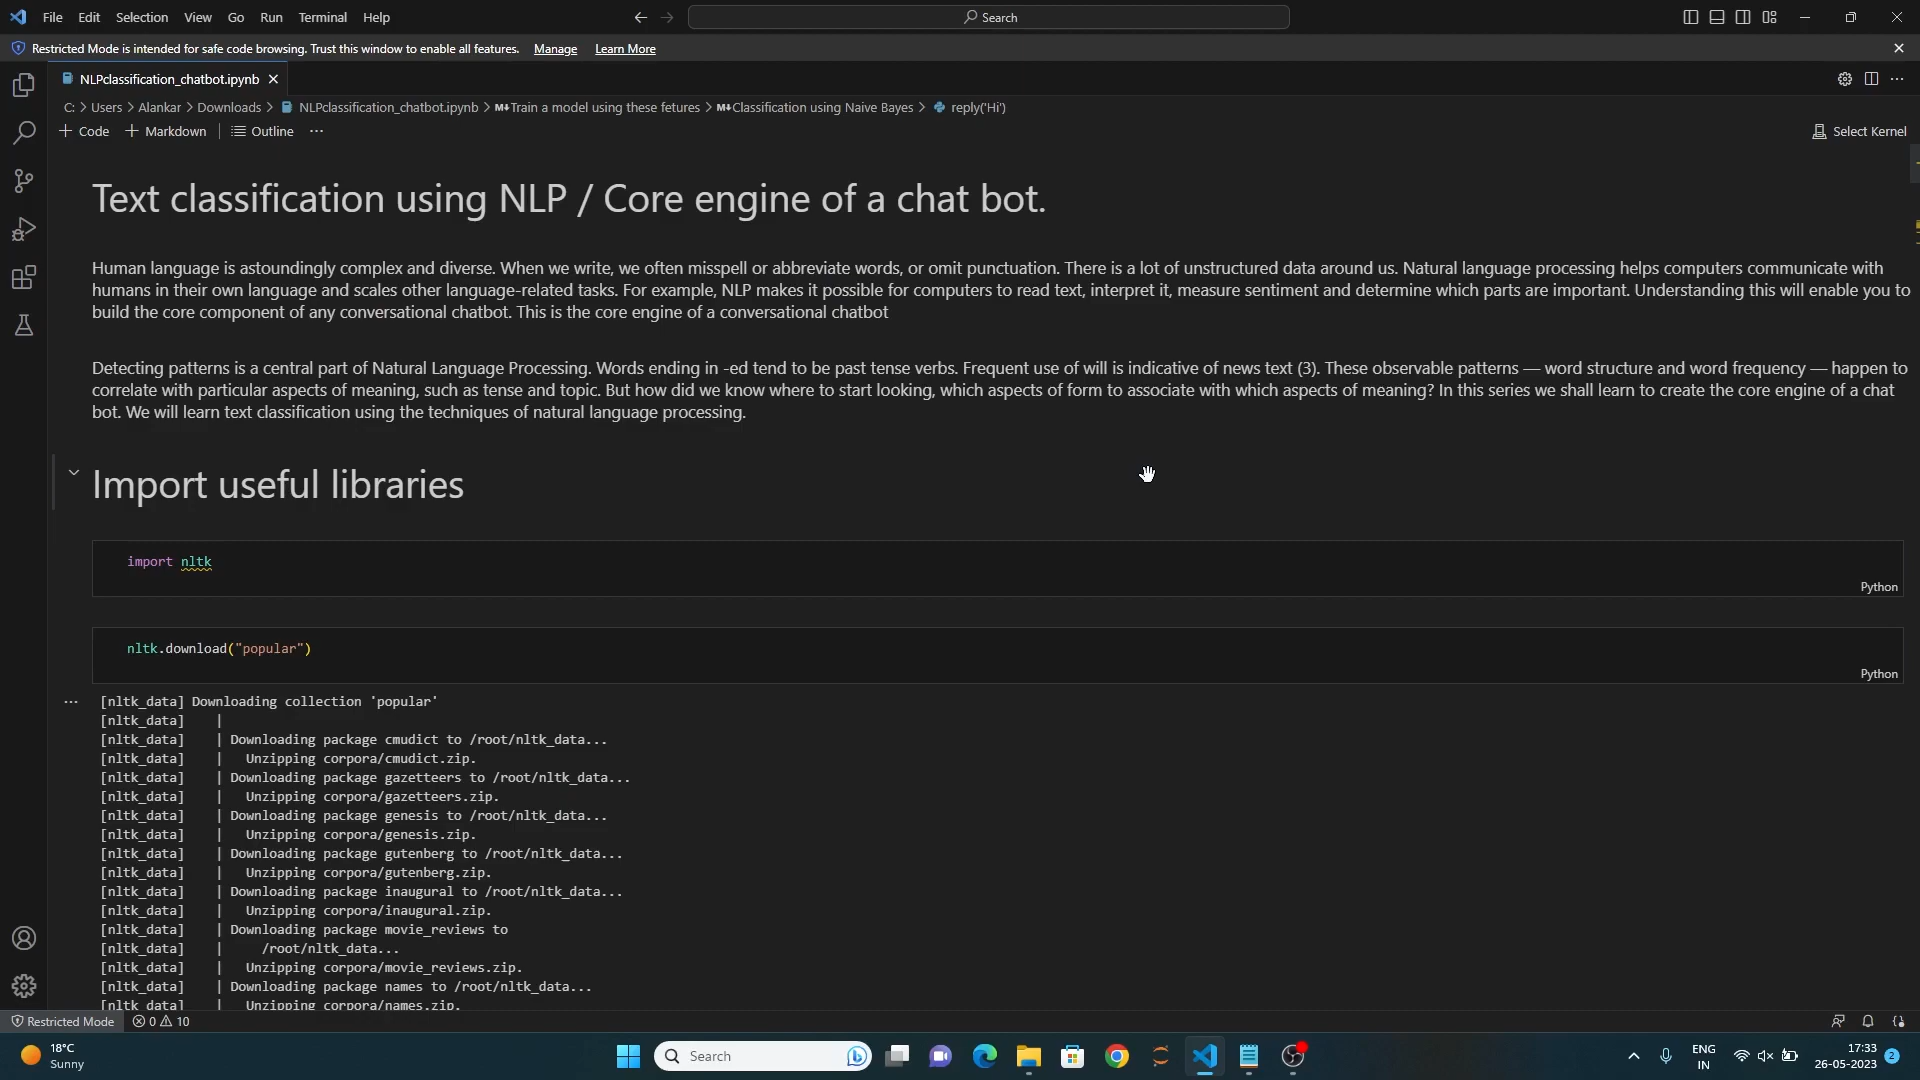 File Edit Selection View Go Run Terminal Help
Search
Restricted Mode is intended for safe code browsing. Trust this window to enable all features. Manage Learn More
NLPclassification_chatbot.ipynb
C: > Users > Alankar > Downloads > NLPclassification_chatbot.ipynb > M↓Train a model using these fetures > M↓Classification using Naive Bayes > reply('Hi')
+ Code + Markdown Outline ... Select Kernel
Text classification using NLP / Core engine of a chat bot.
Human language is astoundingly complex and diverse. When we write, we often misspell or abbreviate words, or omit punctuation. There is a lot of unstructured data around us. Natural language processing helps computers communicate with
humans in their own language and scales other language-related tasks. For example, NLP makes it possible for computers to read text, interpret it, measure sentiment and determine which parts are important. Understanding this will enable you to
build the core component of any conversational chatbot. This is the core engine of a conversational chatbot
Detecting patterns is a central part of Natural Language Processing. Words ending in -ed tend to be past tense verbs. Frequent use of will is indicative of news text (3). These observable patterns — word structure and word frequency — happen to
correlate with particular aspects of meaning, such as tense and topic. But how did we know where to start looking, which aspects of form to associate with which aspects of meaning? In this series we shall learn to create the core engine of a chat
bot. We will learn text classification using the techniques of natural language processing.
Import useful libraries
import nltk
Python
nltk.download("popular")
Python
... [nltk_data] Downloading collection 'popular'
[nltk_data] |
[nltk_data] | Downloading package cmudict to /root/nltk_data...
[nltk_data] | Unzipping corpora/cmudict.zip.
[nltk_data] | Downloading package gazetteers to /root/nltk_data...
[nltk_data] | Unzipping corpora/gazetteers.zip.
[nltk_data] | Downloading package genesis to /root/nltk_data...
[nltk_data] | Unzipping corpora/genesis.zip.
[nltk_data] | Downloading package gutenberg to /root/nltk_data...
[nltk_data] | Unzipping corpora/gutenberg.zip.
[nltk_data] | Downloading package inaugural to /root/nltk_data...
[nltk_data] | Unzipping corpora/inaugural.zip.
[nltk_data] | Downloading package movie_reviews to
[nltk_data] | /root/nltk_data...
[nltk_data] | Unzipping corpora/movie_reviews.zip.
[nltk_data] | Downloading package names to /root/nltk_data...
[nltk_data] | Unzipping corpora/names.zip.
Restricted Mode 0 10
18°C
Sunny
Search
ENG
IN
17:33
26-05-2023
2